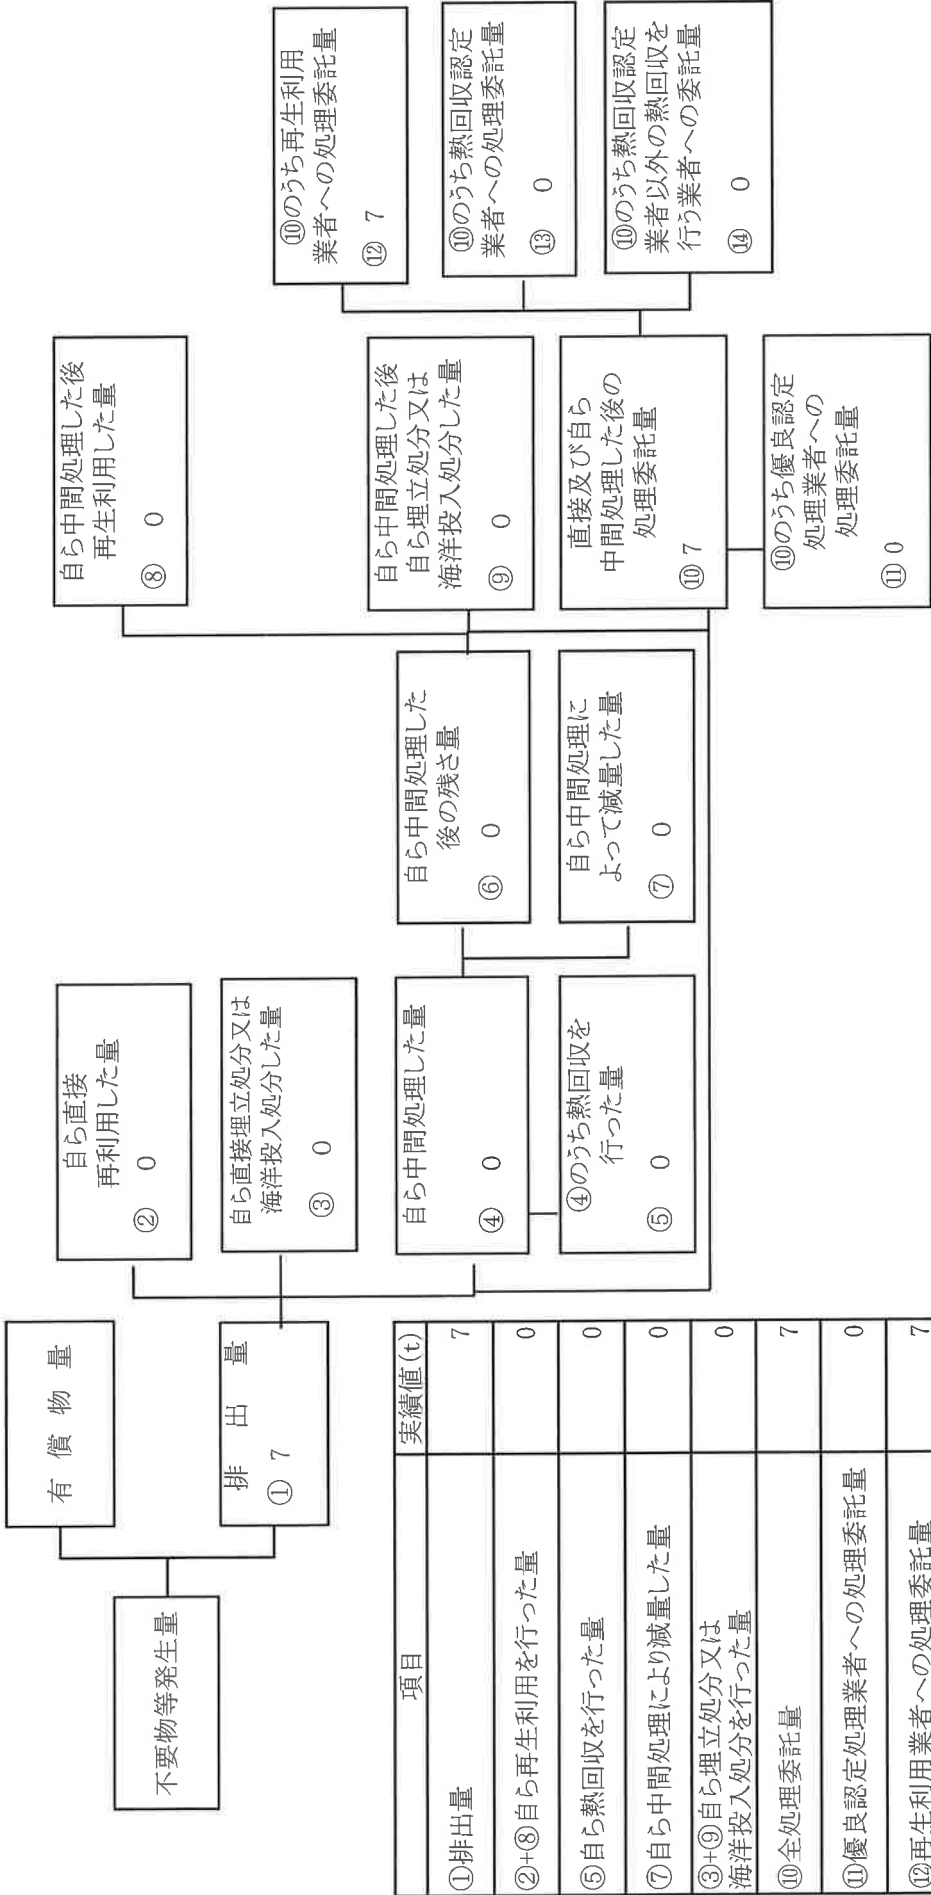 不要物等発生量
有 償 物 量
排 出 量
① 7
自ら直接
再利用した量
② 0
自ら直接埋立処分又は
海洋投入処分した量
③ 0
自ら中間処理した量
④ 0
④のうち熱回収を
行った量
⑤ 0
自ら中間処理した
後の残さ量
⑥ 0
自ら中間処理に
よって減量した量
⑦ 0
自ら中間処理した後
再生利用した量
⑧ 0
自ら中間処理した後
自ら埋立処分又は
海洋投入処分した量
⑨ 0
直接及び自ら
中間処理した後の
処理委託量
⑩ 7
⑩のうち優良認定
処理業者への
処理委託量
⑪ 0
⑩のうち再生利用
業者への処理委託量
⑫ 7
⑩のうち熱回収認定
業者への処理委託量
⑬ 0
⑩のうち熱回収認定
業者以外の熱回収を
行う業者への委託量
⑭ 0
項目 実績値(t)
①排出量 7
②+⑧自ら再生利用を行った量 0
⑤自ら熱回収を行った量 0
⑦自ら中間処理により減量した量 0
③+⑨自ら埋立処分又は
海洋投入処分を行った量 0
⑩全処理委託量 7
⑪優良認定処理業者への処理委託量 0
⑫再生利用業者への処理委託量 7